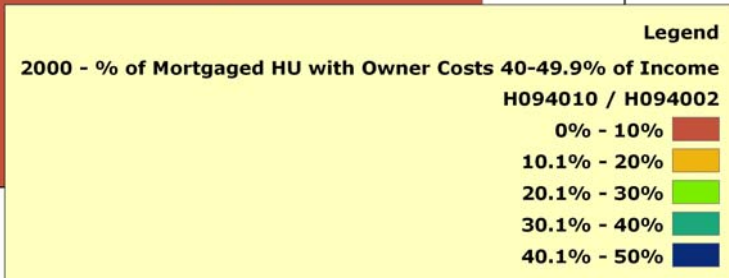 Legend
2000 - % of Mortgaged HU with Owner Costs 40-49.9% of Income
H094010 / H094002
0% - 10%
10.1% - 20%
20.1% - 30%
30.1% - 40%
40.1% - 50%